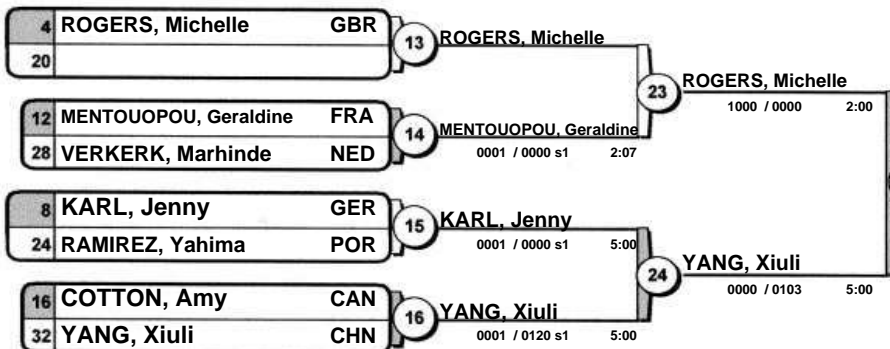 4 ROGERS, Michelle GBR
20
13 ROGERS, Michelle
12 MENTOUOPOU, Geraldine FRA
28 VERKERK, Marhinde NED
14 MENTOUOPOU, Geraldine
0001 / 0000 s1 2:07
23 ROGERS, Michelle
1000 / 0000 2:00
8 KARL, Jenny GER
24 RAMIREZ, Yahima POR
15 KARL, Jenny
0001 / 0000 s1 5:00
16 COTTON, Amy CAN
32 YANG, Xiuli CHN
16 YANG, Xiuli
0001 / 0120 s1 5:00
24 YANG, Xiuli
0000 / 0103 5:00